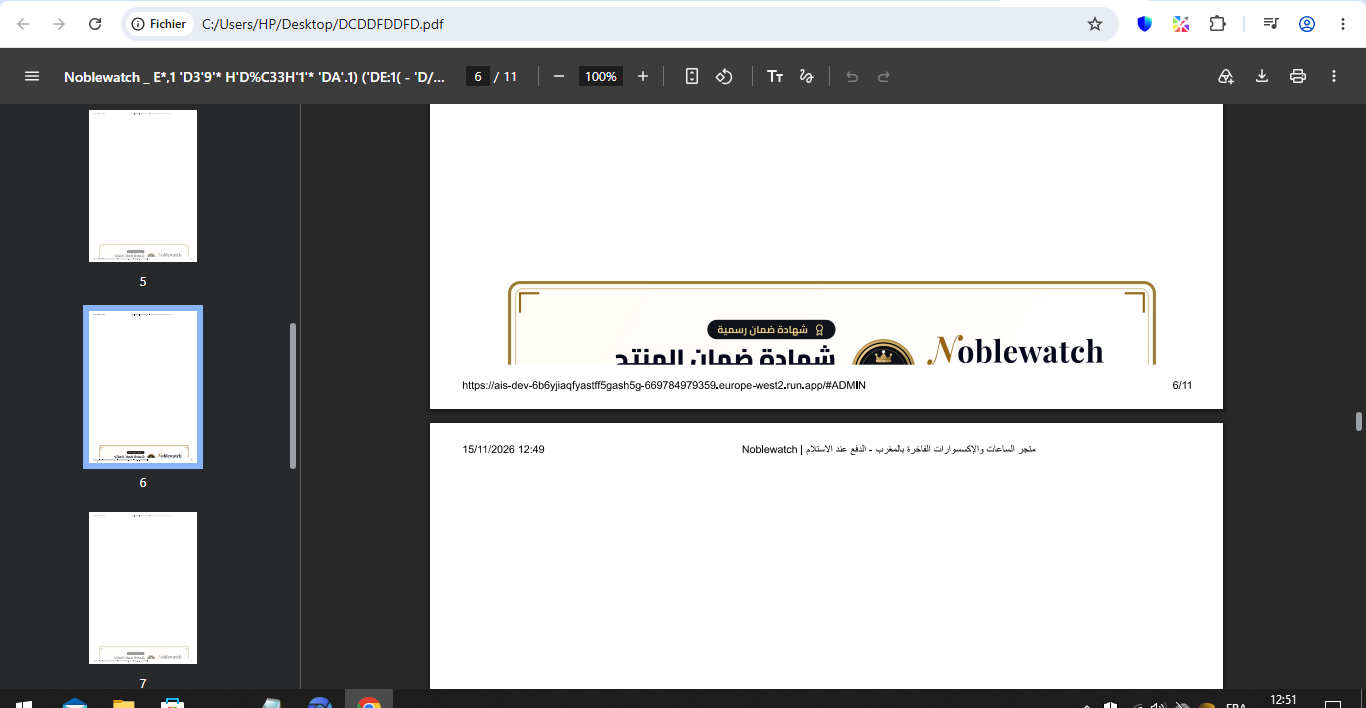 Fichier
C:/Users/HP/Desktop/DCDDFDDFD.pdf
Noblewatch _ E*,1 'D3'9'* H'D%C33H'1'* 'DA'.1) ('DE:1( - 'D/...
6 / 11
100%
5
6
7
شهادة ضمان رسمية
شهادة ضمان المنتج
Noblewatch
https://ais-dev-6b6yjiaqfyastff5gash5g-669784979359.europe-west2.run.app/#ADMIN
6/11
15/11/2026 12:49
Noblewatch | متجر الساعات والإكسسوارات الفاخرة بالمغرب - الدفع عند الاستلام
12:51
FRA